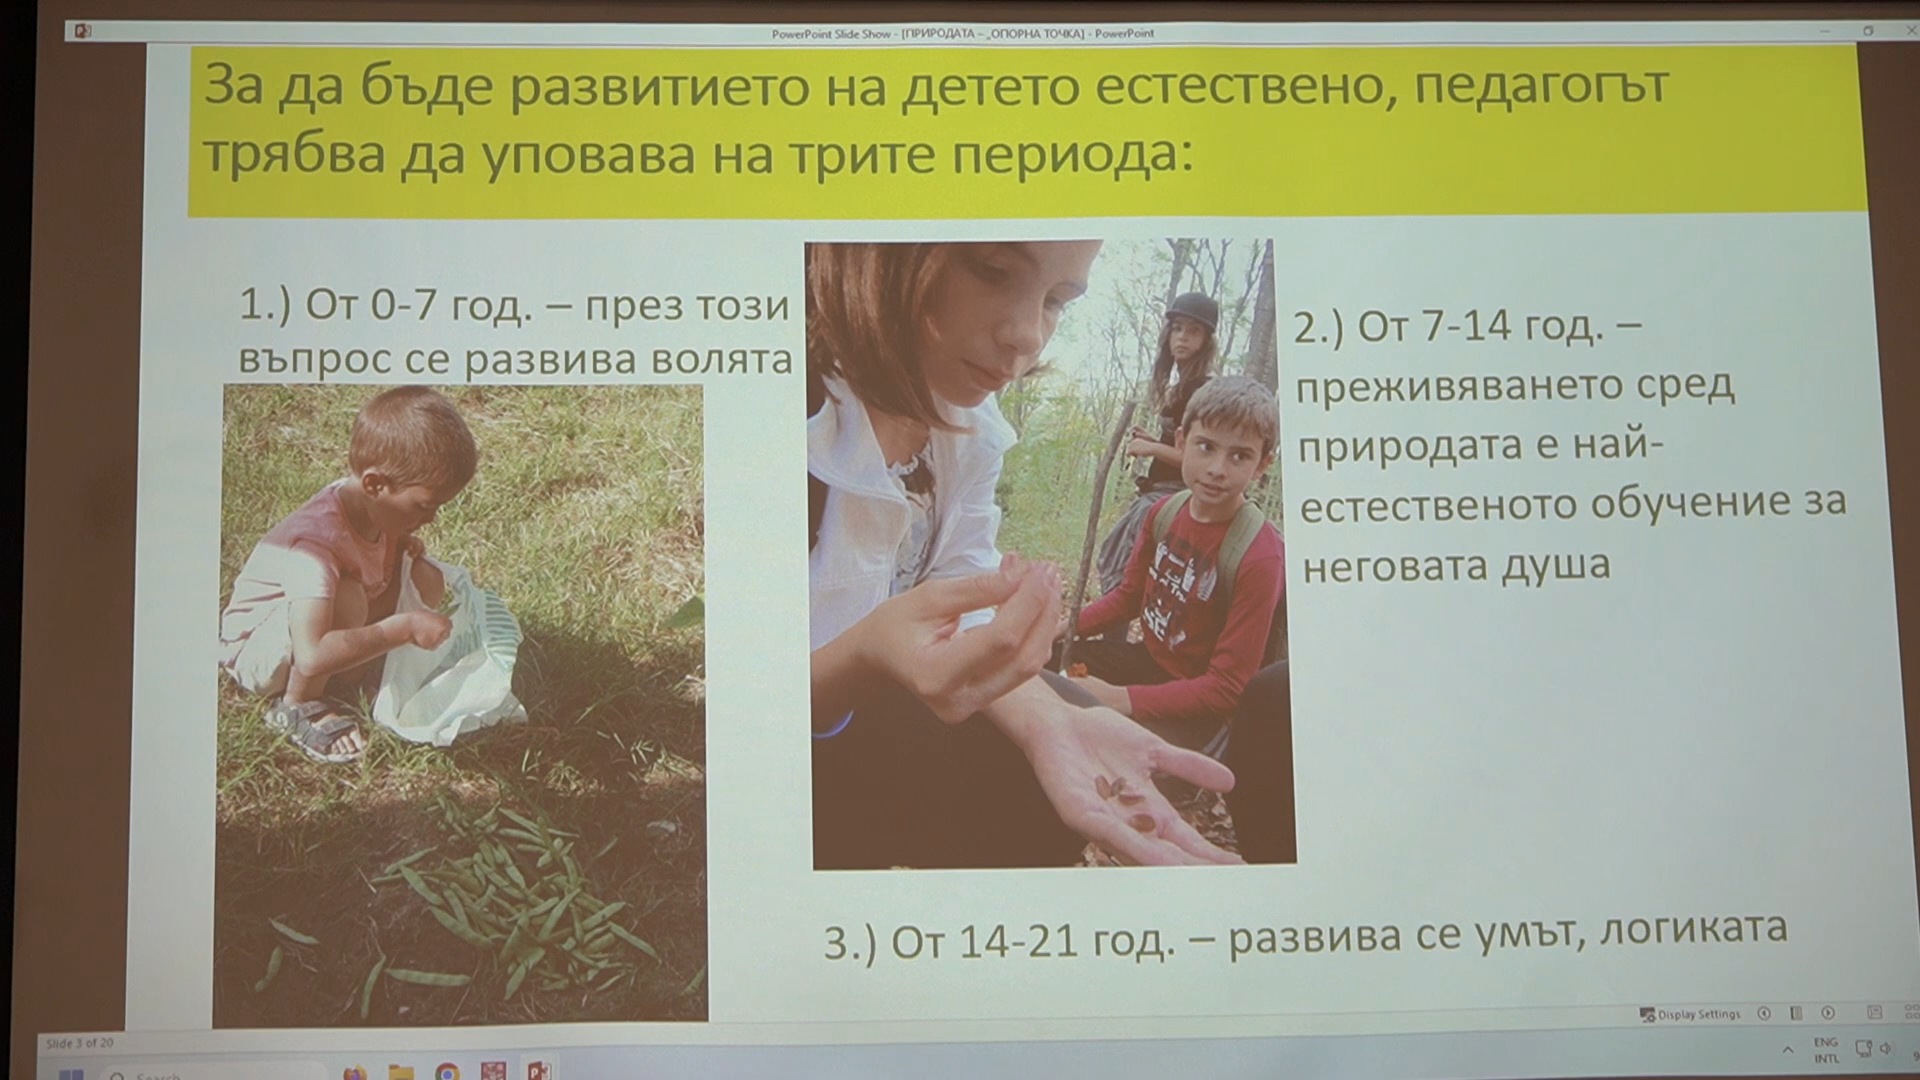 PowerPoint Slide Show - [ПРИРОДАТА – „ОПОРНА ТОЧКА] - PowerPoint
За да бъде развитието на детето естествено, педагогът
трябва да уповава на трите периода:
1.) От 0-7 год. – през този
въпрос се развива волята
2.) От 7-14 год. –
преживяването сред
природата е най-
естественото обучение за
неговата душа
3.) От 14-21 год. – развива се умът, логиката
Display Settings
Slide 3 of 20
ENG
INTL
Search